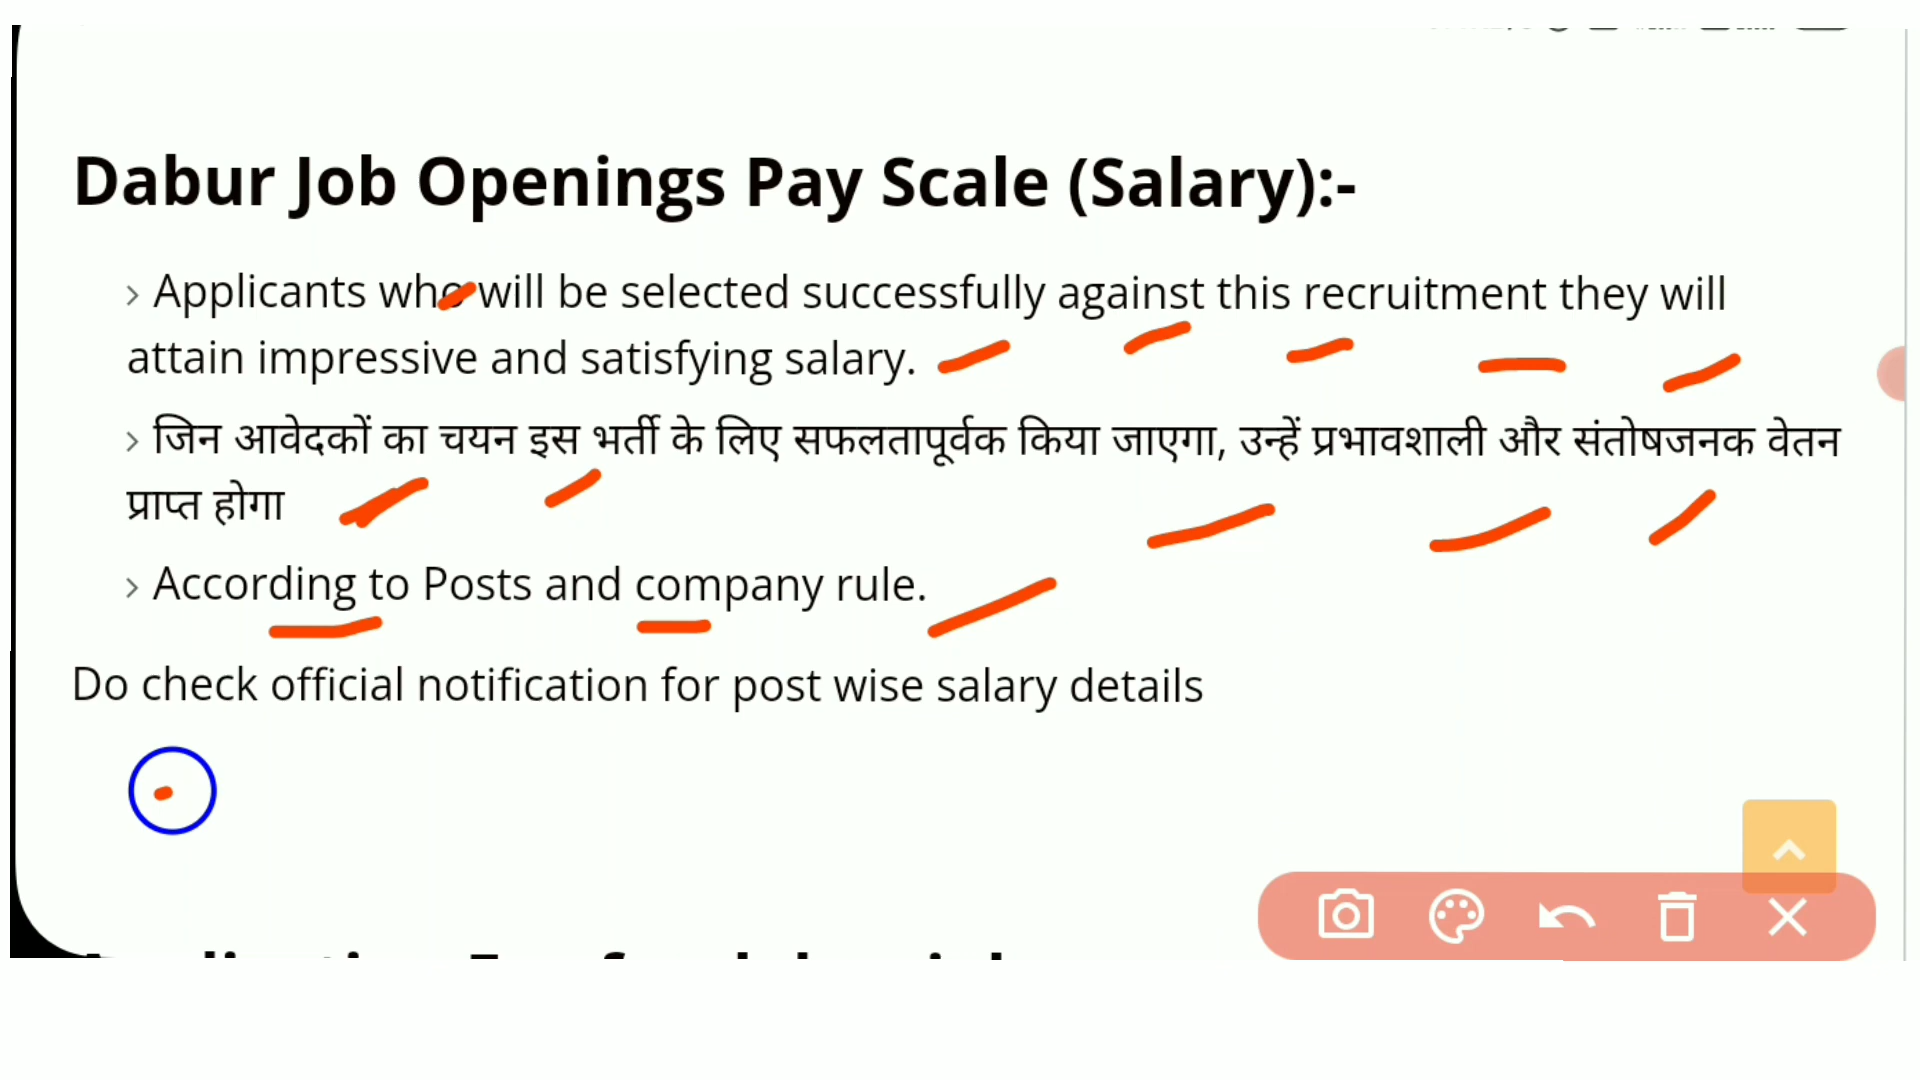 Dabur Job Openings Pay Scale (Salary):-
› Applicants who will be selected successfully against this recruitment they will
attain impressive and satisfying salary.
› जिन आवेदकों का चयन इस भर्ती के लिए सफलतापूर्वक किया जाएगा, उन्हें प्रभावशाली और संतोषजनक वेतन
प्राप्त होगा
› According to Posts and company rule.
Do check official notification for post wise salary details